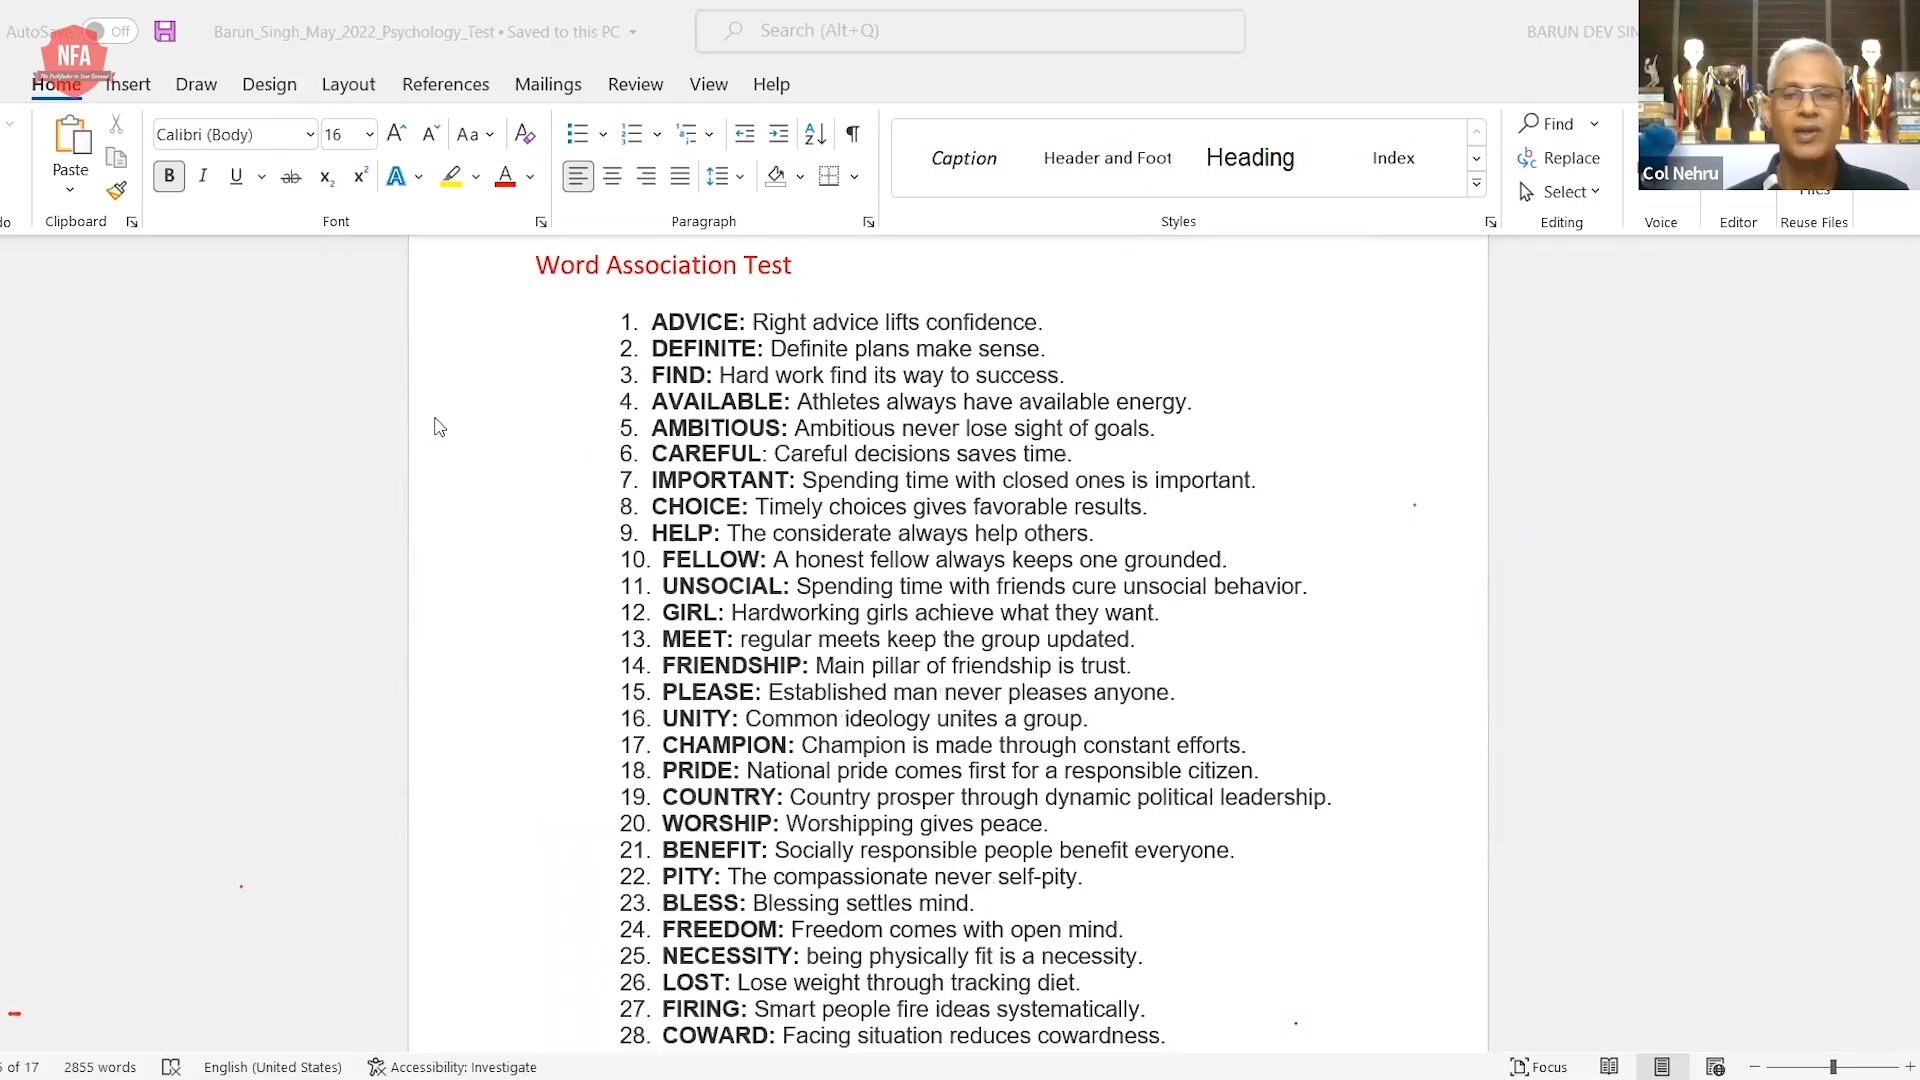 AutoSave Off Barun_Singh_May_2022_Psychology_Test • Saved to this PC Search (Alt+Q) BARUN DEV SIN
NFA
The Pathfinder to Your Dreams
Home Insert Draw Design Layout References Mailings Review View Help
Paste
Calibri (Body) 16 Aa
B I U ab x₂ x² A A
Caption Header and Foot Heading Index
Find
Replace
Select
Col Nehru
Files
do Clipboard Font Paragraph Styles Editing Voice Editor Reuse Files
Word Association Test
1. ADVICE: Right advice lifts confidence.
2. DEFINITE: Definite plans make sense.
3. FIND: Hard work find its way to success.
4. AVAILABLE: Athletes always have available energy.
5. AMBITIOUS: Ambitious never lose sight of goals.
6. CAREFUL: Careful decisions saves time.
7. IMPORTANT: Spending time with closed ones is important.
8. CHOICE: Timely choices gives favorable results.
9. HELP: The considerate always help others.
10. FELLOW: A honest fellow always keeps one grounded.
11. UNSOCIAL: Spending time with friends cure unsocial behavior.
12. GIRL: Hardworking girls achieve what they want.
13. MEET: regular meets keep the group updated.
14. FRIENDSHIP: Main pillar of friendship is trust.
15. PLEASE: Established man never pleases anyone.
16. UNITY: Common ideology unites a group.
17. CHAMPION: Champion is made through constant efforts.
18. PRIDE: National pride comes first for a responsible citizen.
19. COUNTRY: Country prosper through dynamic political leadership.
20. WORSHIP: Worshipping gives peace.
21. BENEFIT: Socially responsible people benefit everyone.
22. PITY: The compassionate never self-pity.
23. BLESS: Blessing settles mind.
24. FREEDOM: Freedom comes with open mind.
25. NECESSITY: being physically fit is a necessity.
26. LOST: Lose weight through tracking diet.
27. FIRING: Smart people fire ideas systematically.
28. COWARD: Facing situation reduces cowardness.
of 17 2855 words English (United States) Accessibility: Investigate Focus